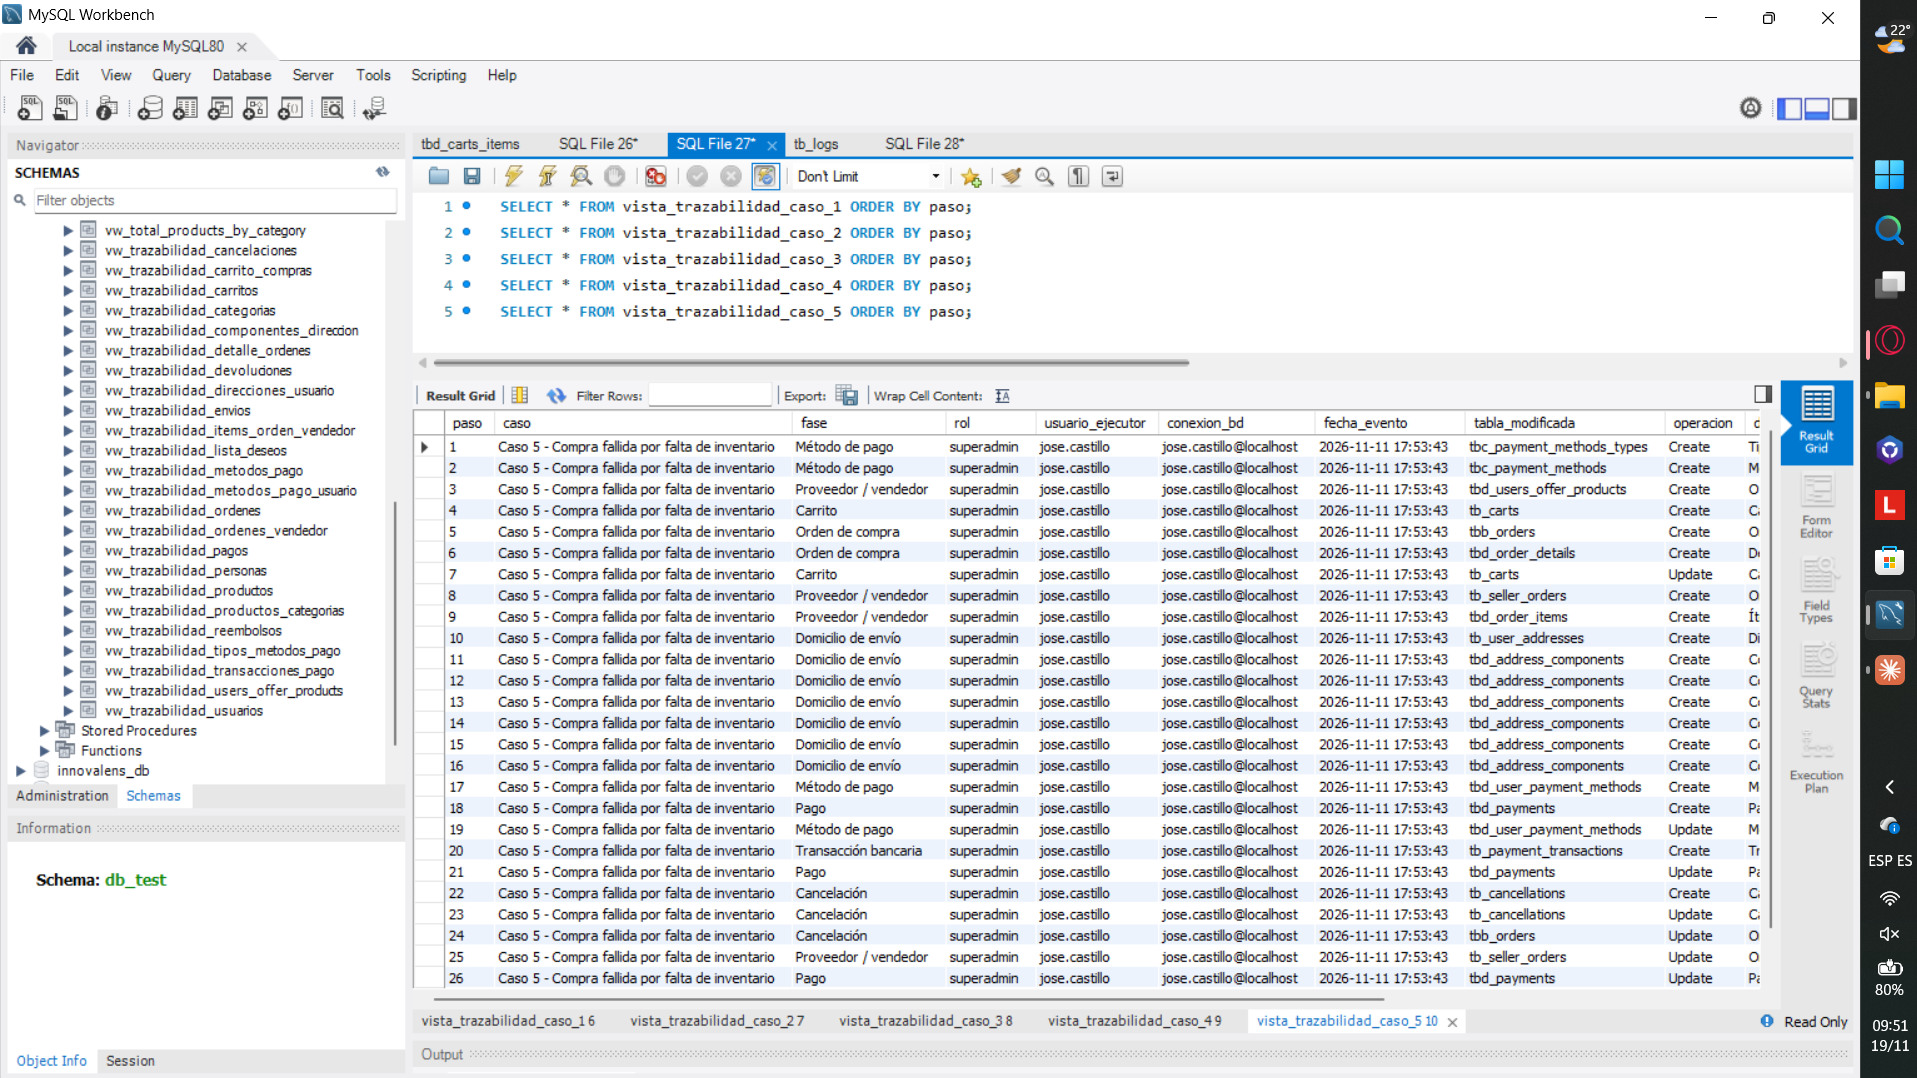 MySQL Workbench
Local instance MySQL80
File Edit View Query Database Server Tools Scripting Help
Navigator
SCHEMAS
Filter objects
vw_total_products_by_category
vw_trazabilidad_cancelaciones
vw_trazabilidad_carrito_compras
vw_trazabilidad_carritos
vw_trazabilidad_categorias
vw_trazabilidad_componentes_direccion
vw_trazabilidad_detalle_ordenes
vw_trazabilidad_devoluciones
vw_trazabilidad_direcciones_usuario
vw_trazabilidad_envios
vw_trazabilidad_items_orden_vendedor
vw_trazabilidad_lista_deseos
vw_trazabilidad_metodos_pago
vw_trazabilidad_metodos_pago_usuario
vw_trazabilidad_ordenes
vw_trazabilidad_ordenes_vendedor
vw_trazabilidad_pagos
vw_trazabilidad_personas
vw_trazabilidad_productos
vw_trazabilidad_productos_categorias
vw_trazabilidad_reembolsos
vw_trazabilidad_tipos_metodos_pago
vw_trazabilidad_transacciones_pago
vw_trazabilidad_users_offer_products
vw_trazabilidad_usuarios
Stored Procedures
Functions
innovalens_db
Administration Schemas
Information
Schema: db_test
Object Info Session
tbd_carts_items SQL File 26* SQL File 27* tb_logs SQL File 28*
Don't Limit
1 SELECT * FROM vista_trazabilidad_caso_1 ORDER BY paso;
2 SELECT * FROM vista_trazabilidad_caso_2 ORDER BY paso;
3 SELECT * FROM vista_trazabilidad_caso_3 ORDER BY paso;
4 SELECT * FROM vista_trazabilidad_caso_4 ORDER BY paso;
5 SELECT * FROM vista_trazabilidad_caso_5 ORDER BY paso;
Result Grid Filter Rows: Export: Wrap Cell Content:
paso caso fase rol usuario_ejecutor conexion_bd fecha_evento tabla_modificada operacion d
1 Caso 5 - Compra fallida por falta de inventario Método de pago superadmin jose.castillo jose.castillo@localhost 2026-11-11 17:53:43 tbc_payment_methods_types Create Ti
2 Caso 5 - Compra fallida por falta de inventario Método de pago superadmin jose.castillo jose.castillo@localhost 2026-11-11 17:53:43 tbc_payment_methods Create M
3 Caso 5 - Compra fallida por falta de inventario Proveedor / vendedor superadmin jose.castillo jose.castillo@localhost 2026-11-11 17:53:43 tbd_users_offer_products Create O
4 Caso 5 - Compra fallida por falta de inventario Carrito superadmin jose.castillo jose.castillo@localhost 2026-11-11 17:53:43 tb_carts Create Ca
5 Caso 5 - Compra fallida por falta de inventario Orden de compra superadmin jose.castillo jose.castillo@localhost 2026-11-11 17:53:43 tbb_orders Create O
6 Caso 5 - Compra fallida por falta de inventario Orden de compra superadmin jose.castillo jose.castillo@localhost 2026-11-11 17:53:43 tbd_order_details Create De
7 Caso 5 - Compra fallida por falta de inventario Carrito superadmin jose.castillo jose.castillo@localhost 2026-11-11 17:53:43 tb_carts Update Ca
8 Caso 5 - Compra fallida por falta de inventario Proveedor / vendedor superadmin jose.castillo jose.castillo@localhost 2026-11-11 17:53:43 tb_seller_orders Create O
9 Caso 5 - Compra fallida por falta de inventario Proveedor / vendedor superadmin jose.castillo jose.castillo@localhost 2026-11-11 17:53:43 tbd_order_items Create Ít
10 Caso 5 - Compra fallida por falta de inventario Domicilio de envío superadmin jose.castillo jose.castillo@localhost 2026-11-11 17:53:43 tb_user_addresses Create Di
11 Caso 5 - Compra fallida por falta de inventario Domicilio de envío superadmin jose.castillo jose.castillo@localhost 2026-11-11 17:53:43 tbd_address_components Create Co
12 Caso 5 - Compra fallida por falta de inventario Domicilio de envío superadmin jose.castillo jose.castillo@localhost 2026-11-11 17:53:43 tbd_address_components Create Co
13 Caso 5 - Compra fallida por falta de inventario Domicilio de envío superadmin jose.castillo jose.castillo@localhost 2026-11-11 17:53:43 tbd_address_components Create Co
14 Caso 5 - Compra fallida por falta de inventario Domicilio de envío superadmin jose.castillo jose.castillo@localhost 2026-11-11 17:53:43 tbd_address_components Create Co
15 Caso 5 - Compra fallida por falta de inventario Domicilio de envío superadmin jose.castillo jose.castillo@localhost 2026-11-11 17:53:43 tbd_address_components Create Co
16 Caso 5 - Compra fallida por falta de inventario Domicilio de envío superadmin jose.castillo jose.castillo@localhost 2026-11-11 17:53:43 tbd_address_components Create Co
17 Caso 5 - Compra fallida por falta de inventario Método de pago superadmin jose.castillo jose.castillo@localhost 2026-11-11 17:53:43 tbd_user_payment_methods Create M
18 Caso 5 - Compra fallida por falta de inventario Pago superadmin jose.castillo jose.castillo@localhost 2026-11-11 17:53:43 tbd_payments Create Pa
19 Caso 5 - Compra fallida por falta de inventario Método de pago superadmin jose.castillo jose.castillo@localhost 2026-11-11 17:53:43 tbd_user_payment_methods Update M
20 Caso 5 - Compra fallida por falta de inventario Transacción bancaria superadmin jose.castillo jose.castillo@localhost 2026-11-11 17:53:43 tb_payment_transactions Create Tr
21 Caso 5 - Compra fallida por falta de inventario Pago superadmin jose.castillo jose.castillo@localhost 2026-11-11 17:53:43 tbd_payments Update Pa
22 Caso 5 - Compra fallida por falta de inventario Cancelación superadmin jose.castillo jose.castillo@localhost 2026-11-11 17:53:43 tb_cancellations Create Ca
23 Caso 5 - Compra fallida por falta de inventario Cancelación superadmin jose.castillo jose.castillo@localhost 2026-11-11 17:53:43 tb_cancellations Update Ca
24 Caso 5 - Compra fallida por falta de inventario Cancelación superadmin jose.castillo jose.castillo@localhost 2026-11-11 17:53:43 tbb_orders Update O
25 Caso 5 - Compra fallida por falta de inventario Proveedor / vendedor superadmin jose.castillo jose.castillo@localhost 2026-11-11 17:53:43 tb_seller_orders Update O
26 Caso 5 - Compra fallida por falta de inventario Pago superadmin jose.castillo jose.castillo@localhost 2026-11-11 17:53:43 tbd_payments Update Pa
Result
Grid
Form
Editor
Field
Types
Query
Stats
Execution
Plan
vista_trazabilidad_caso_1 6 vista_trazabilidad_caso_2 7 vista_trazabilidad_caso_3 8 vista_trazabilidad_caso_4 9 vista_trazabilidad_caso_5 10 Read Only
Output
22°
L
ESP ES
80%
09:51
19/11